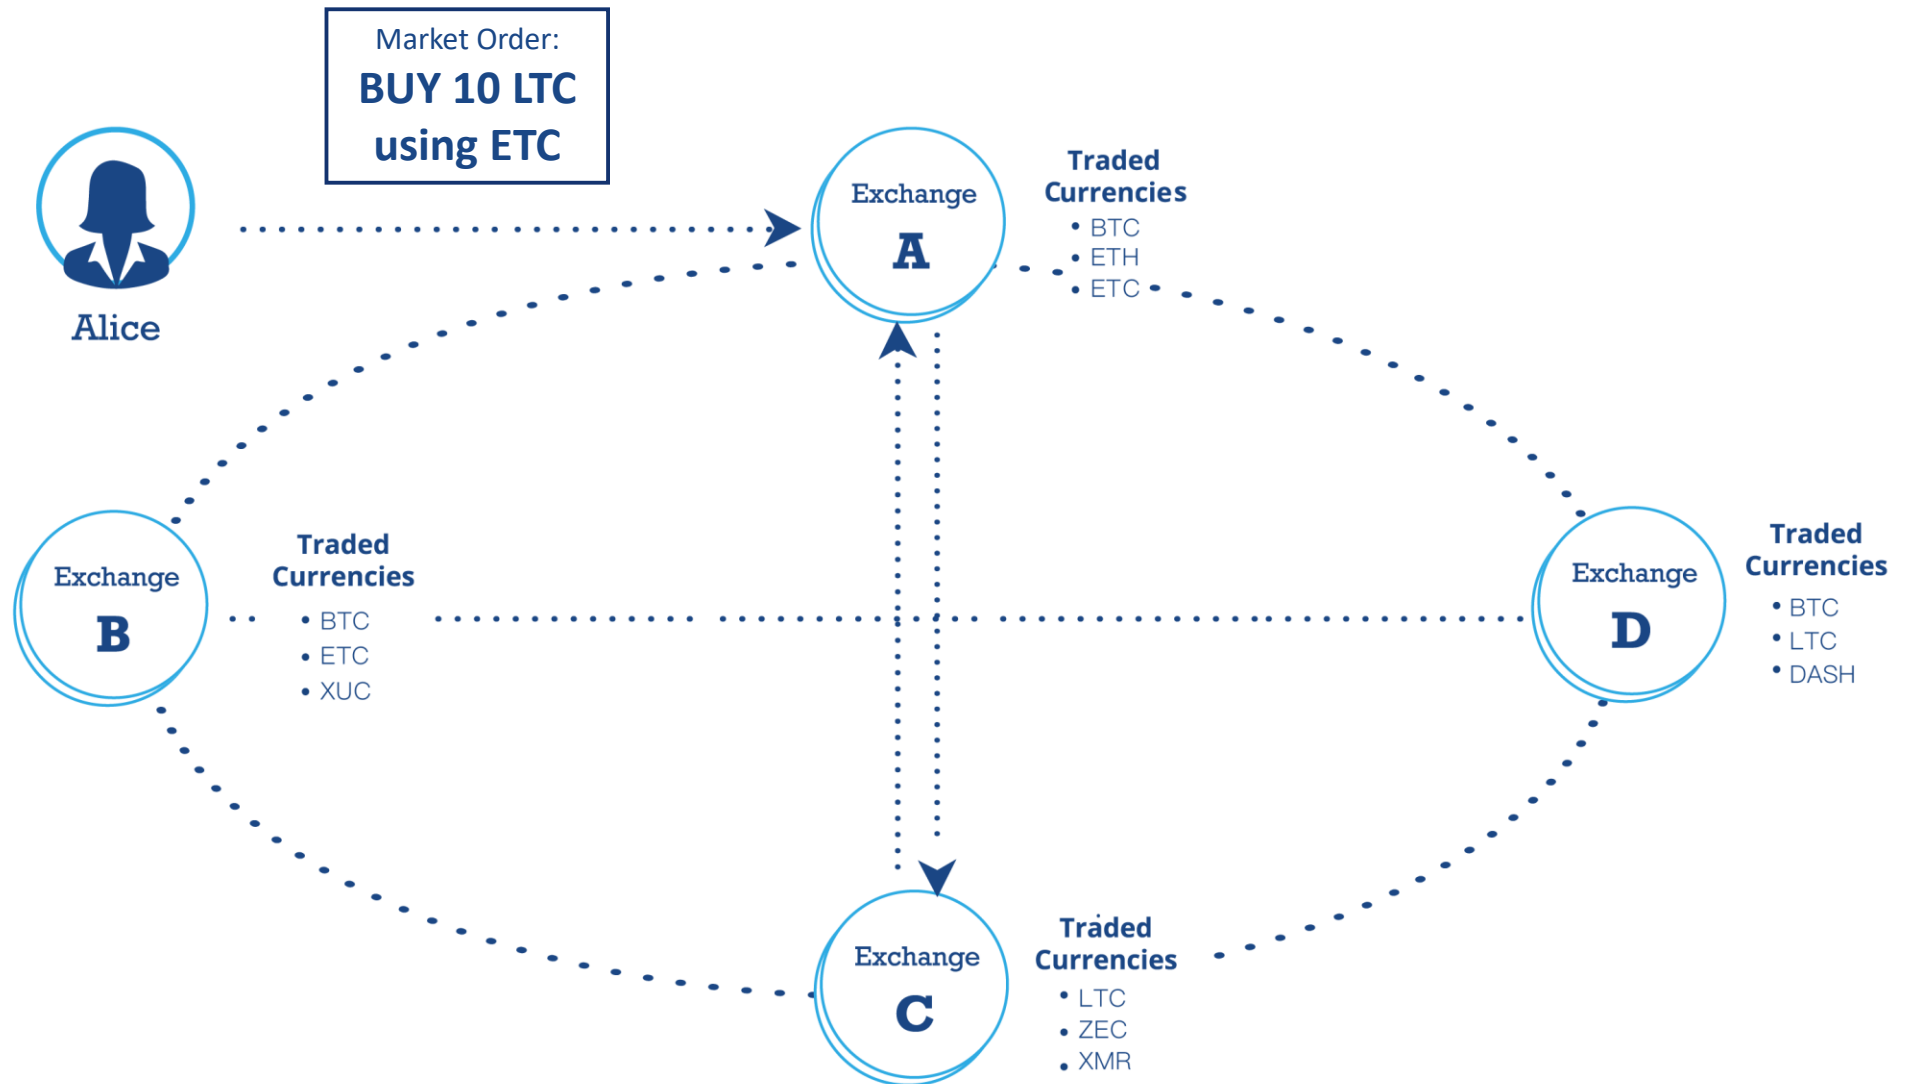 Market Order:
BUY 10 LTC
using ETC
Alice
Exchange
A
Traded
Currencies
• BTC
• ETH
• ETC
Exchange
B
Traded
Currencies
• BTC
• ETC
• XUC
Exchange
D
Traded
Currencies
• BTC
• LTC
• DASH
Exchange
C
Traded
Currencies
• LTC
• ZEC
• XMR